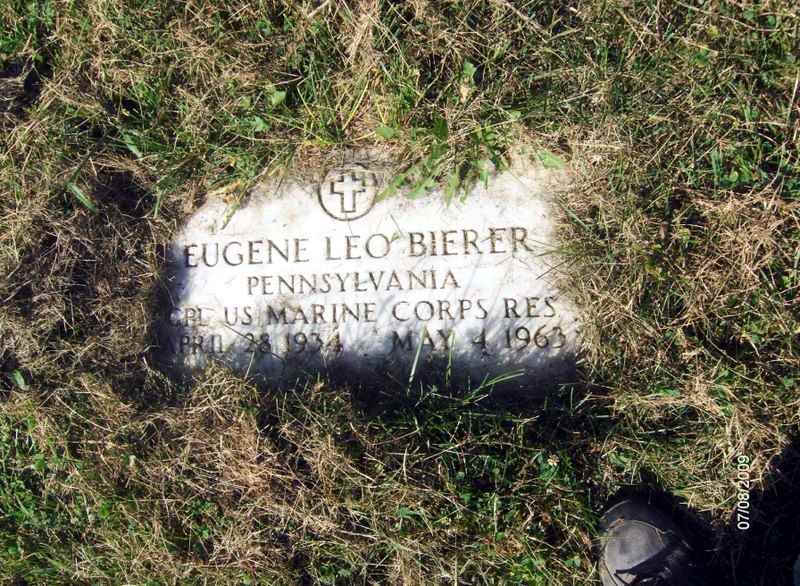 EUGENE LEO BIERER
PENNSYLVANIA
CPL US MARINE CORPS RES
APRIL 28 1934 MAY 4 1963
07/08/2009